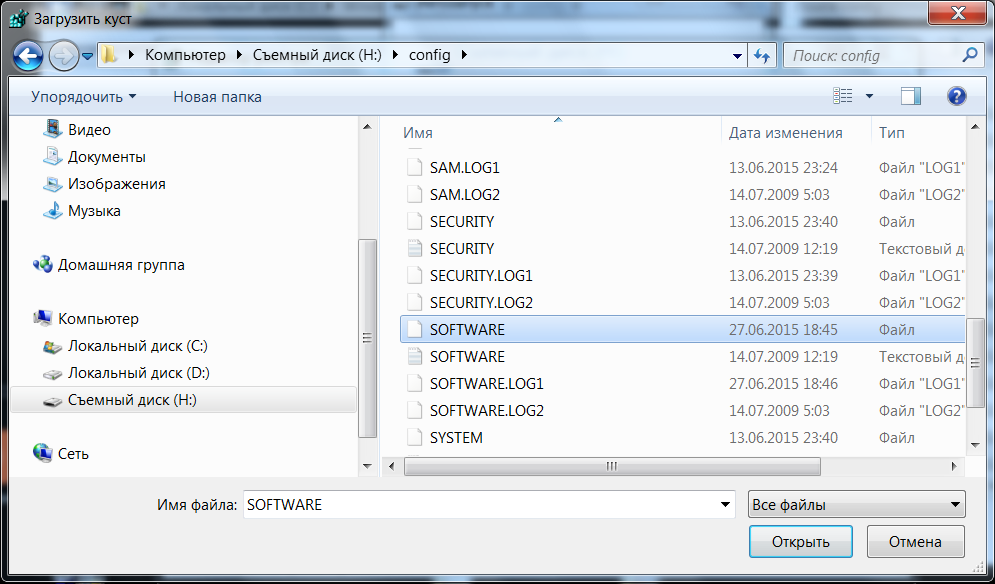 Загрузить куст
Компьютер Съемный диск (H:) config
Поиск: config
Упорядочить Новая папка
Видео
Документы
Изображения
Музыка
Домашняя группа
Компьютер
Локальный диск (C:)
Локальный диск (D:)
Съемный диск (H:)
Сеть
Имя Дата изменения Тип
SAM.LOG1 13.06.2015 23:24 Файл "LOG1"
SAM.LOG2 14.07.2009 5:03 Файл "LOG2"
SECURITY 13.06.2015 23:40 Файл
SECURITY 14.07.2009 12:19 Текстовый д
SECURITY.LOG1 13.06.2015 23:39 Файл "LOG1"
SECURITY.LOG2 14.07.2009 5:03 Файл "LOG2"
SOFTWARE 27.06.2015 18:45 Файл
SOFTWARE 14.07.2009 12:19 Текстовый д
SOFTWARE.LOG1 27.06.2015 18:46 Файл "LOG1"
SOFTWARE.LOG2 14.07.2009 5:03 Файл "LOG2"
SYSTEM 13.06.2015 23:40 Файл
Имя файла: SOFTWARE
Все файлы
Открыть Отмена